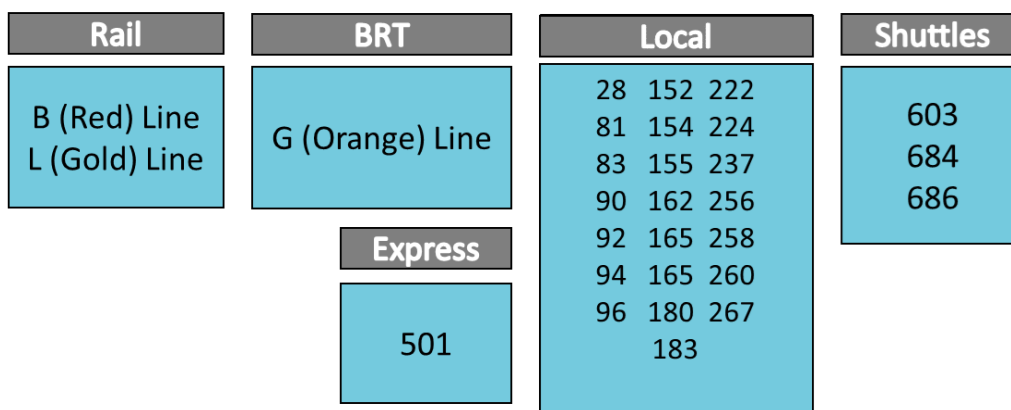 Rail
B (Red) Line
L (Gold) Line
BRT
G (Orange) Line
Express
501
Local
28 152 222
81 154 224
83 155 237
90 162 256
92 165 258
94 165 260
96 180 267
183
Shuttles
603
684
686